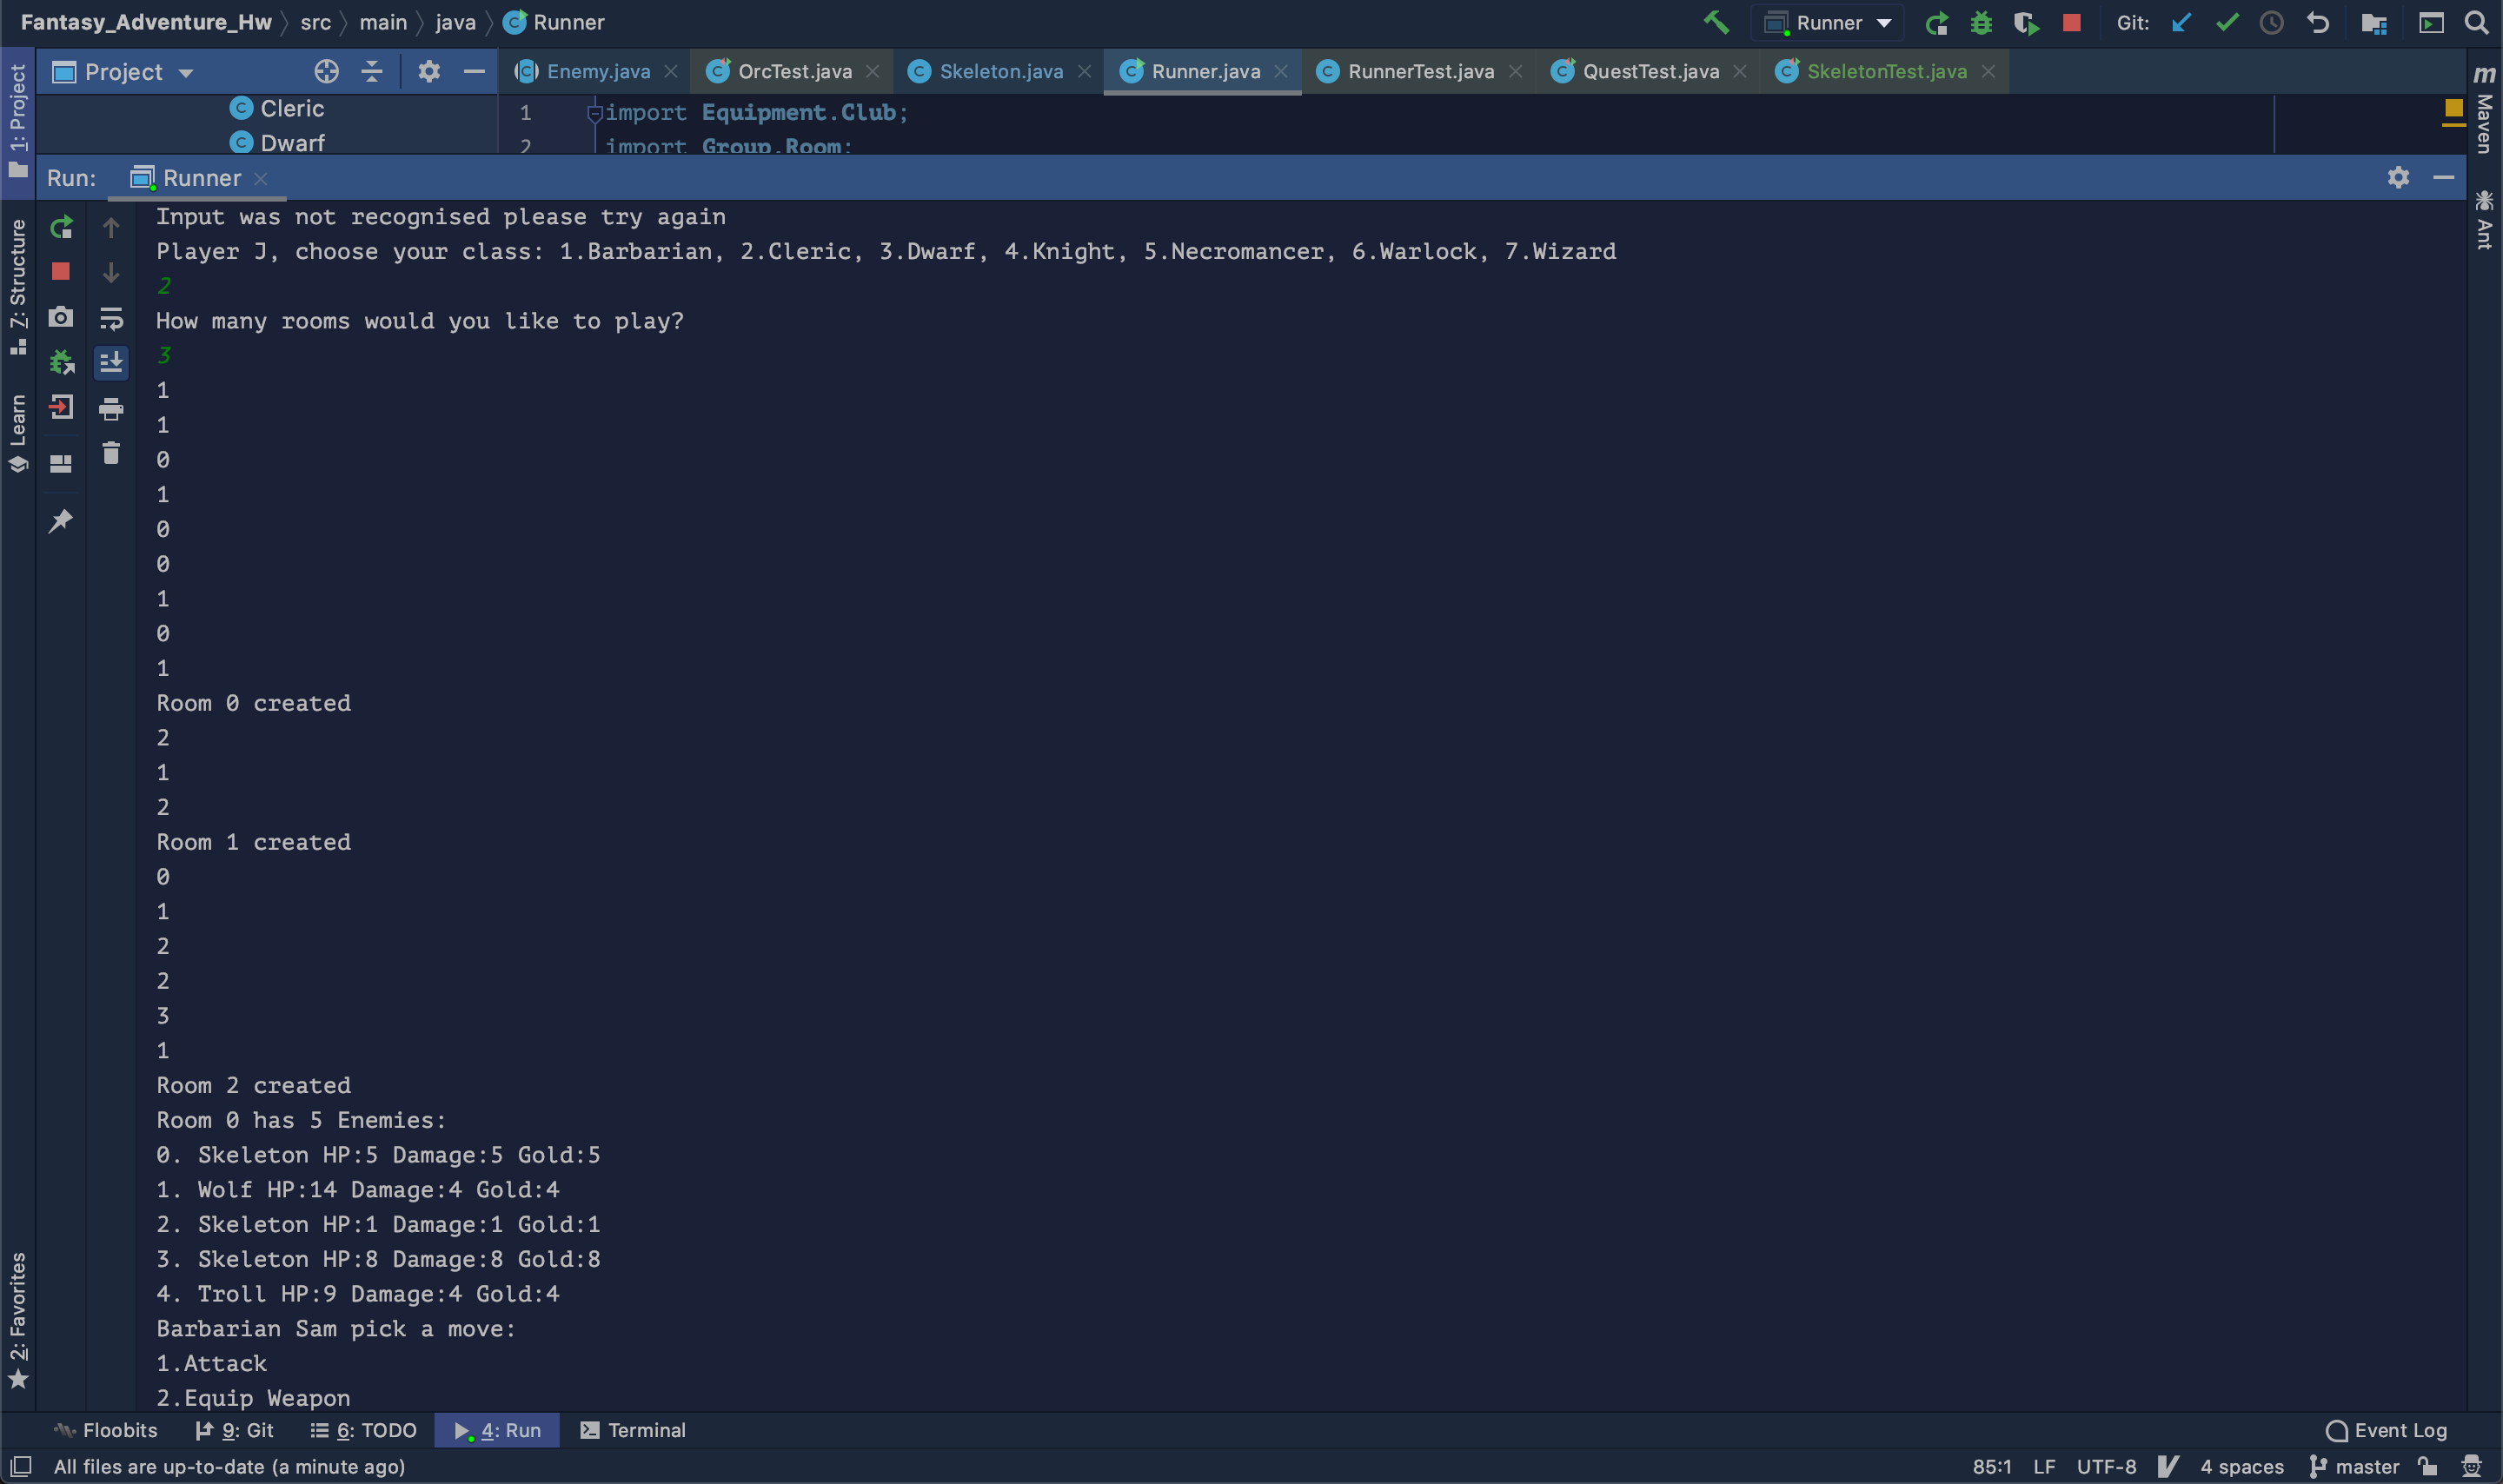 Fantasy_Adventure_Hw src main java Runner Runner Git:
Project Enemy.java OrcTest.java Skeleton.java Runner.java RunnerTest.java QuestTest.java SkeletonTest.java
Cleric 1 import Equipment.Club;
Dwarf 2 import Group.Room;
Run: Runner
Input was not recognised please try again
Player J, choose your class: 1.Barbarian, 2.Cleric, 3.Dwarf, 4.Knight, 5.Necromancer, 6.Warlock, 7.Wizard
2
How many rooms would you like to play?
3
1
1
0
1
0
0
1
0
1
Room 0 created
2
1
2
Room 1 created
0
1
2
2
3
1
Room 2 created
Room 0 has 5 Enemies:
0. Skeleton HP:5 Damage:5 Gold:5
1. Wolf HP:14 Damage:4 Gold:4
2. Skeleton HP:1 Damage:1 Gold:1
3. Skeleton HP:8 Damage:8 Gold:8
4. Troll HP:9 Damage:4 Gold:4
Barbarian Sam pick a move:
1.Attack
2.Equip Weapon
1: Project
Z: Structure
Learn
2: Favorites
m Maven
Ant
Floobits 9: Git 6: TODO 4: Run Terminal Event Log
All files are up-to-date (a minute ago) 85:1 LF UTF-8 4 spaces master